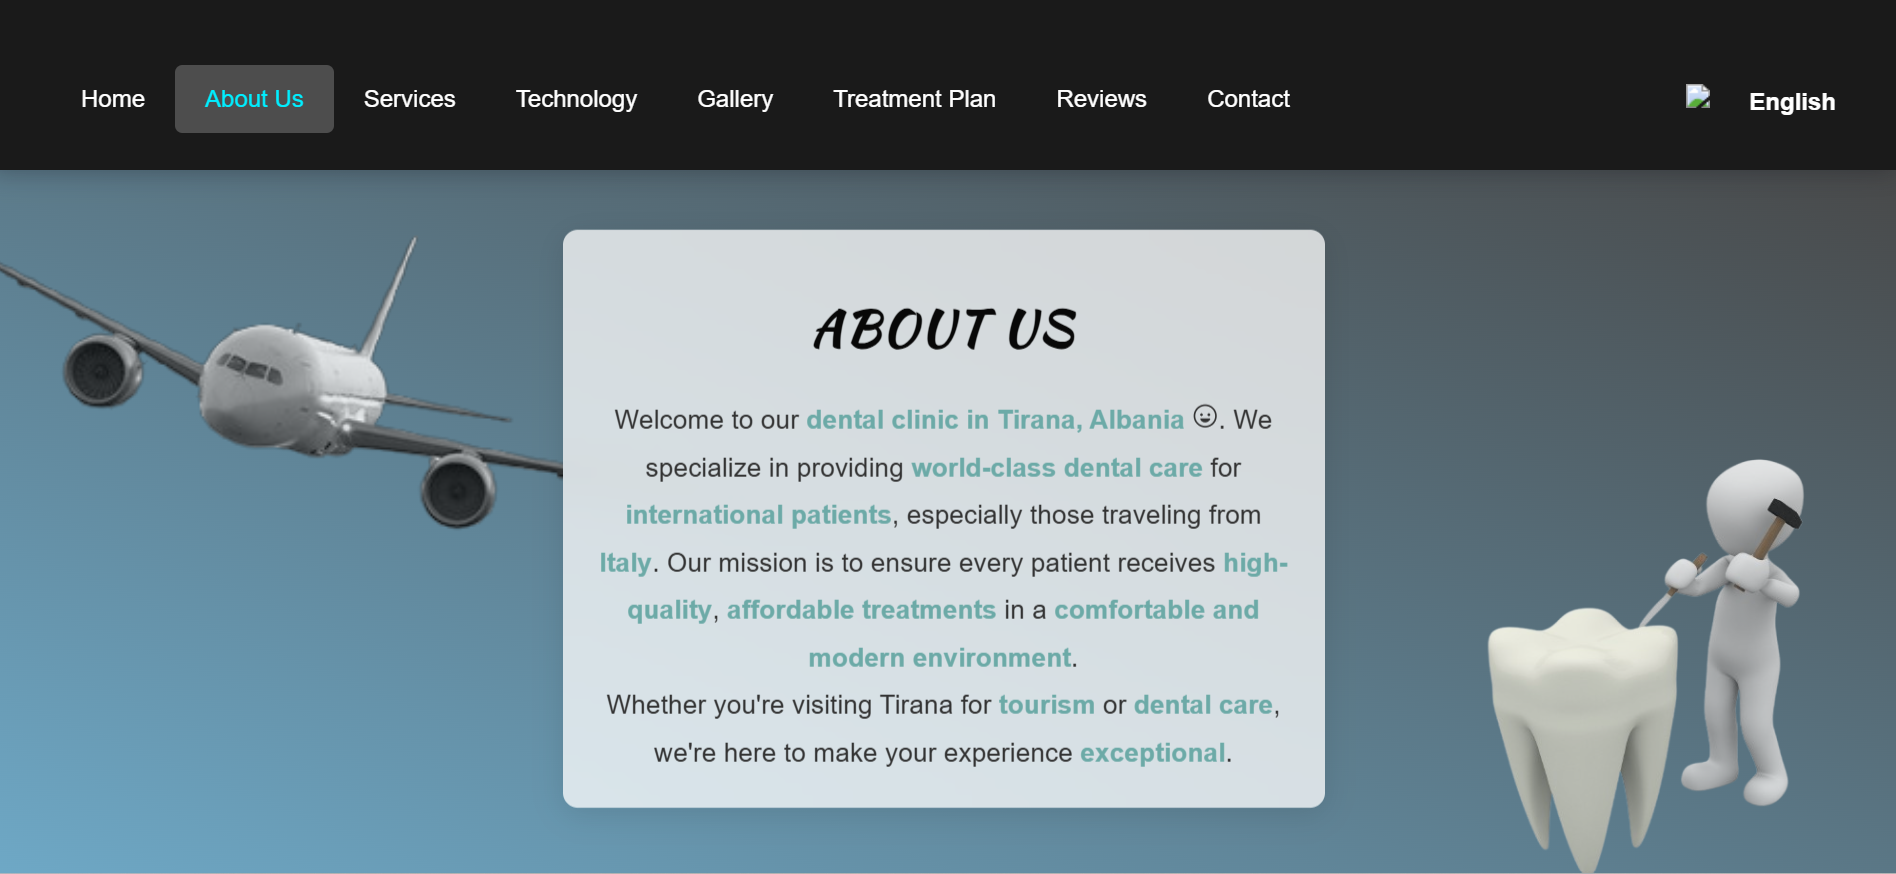 Home About Us Services Technology Gallery Treatment Plan Reviews Contact English
ABOUT US
Welcome to our dental clinic in Tirana, Albania ☺. We
specialize in providing world-class dental care for
international patients, especially those traveling from
Italy. Our mission is to ensure every patient receives high-
quality, affordable treatments in a comfortable and
modern environment.
Whether you're visiting Tirana for tourism or dental care,
we're here to make your experience exceptional.